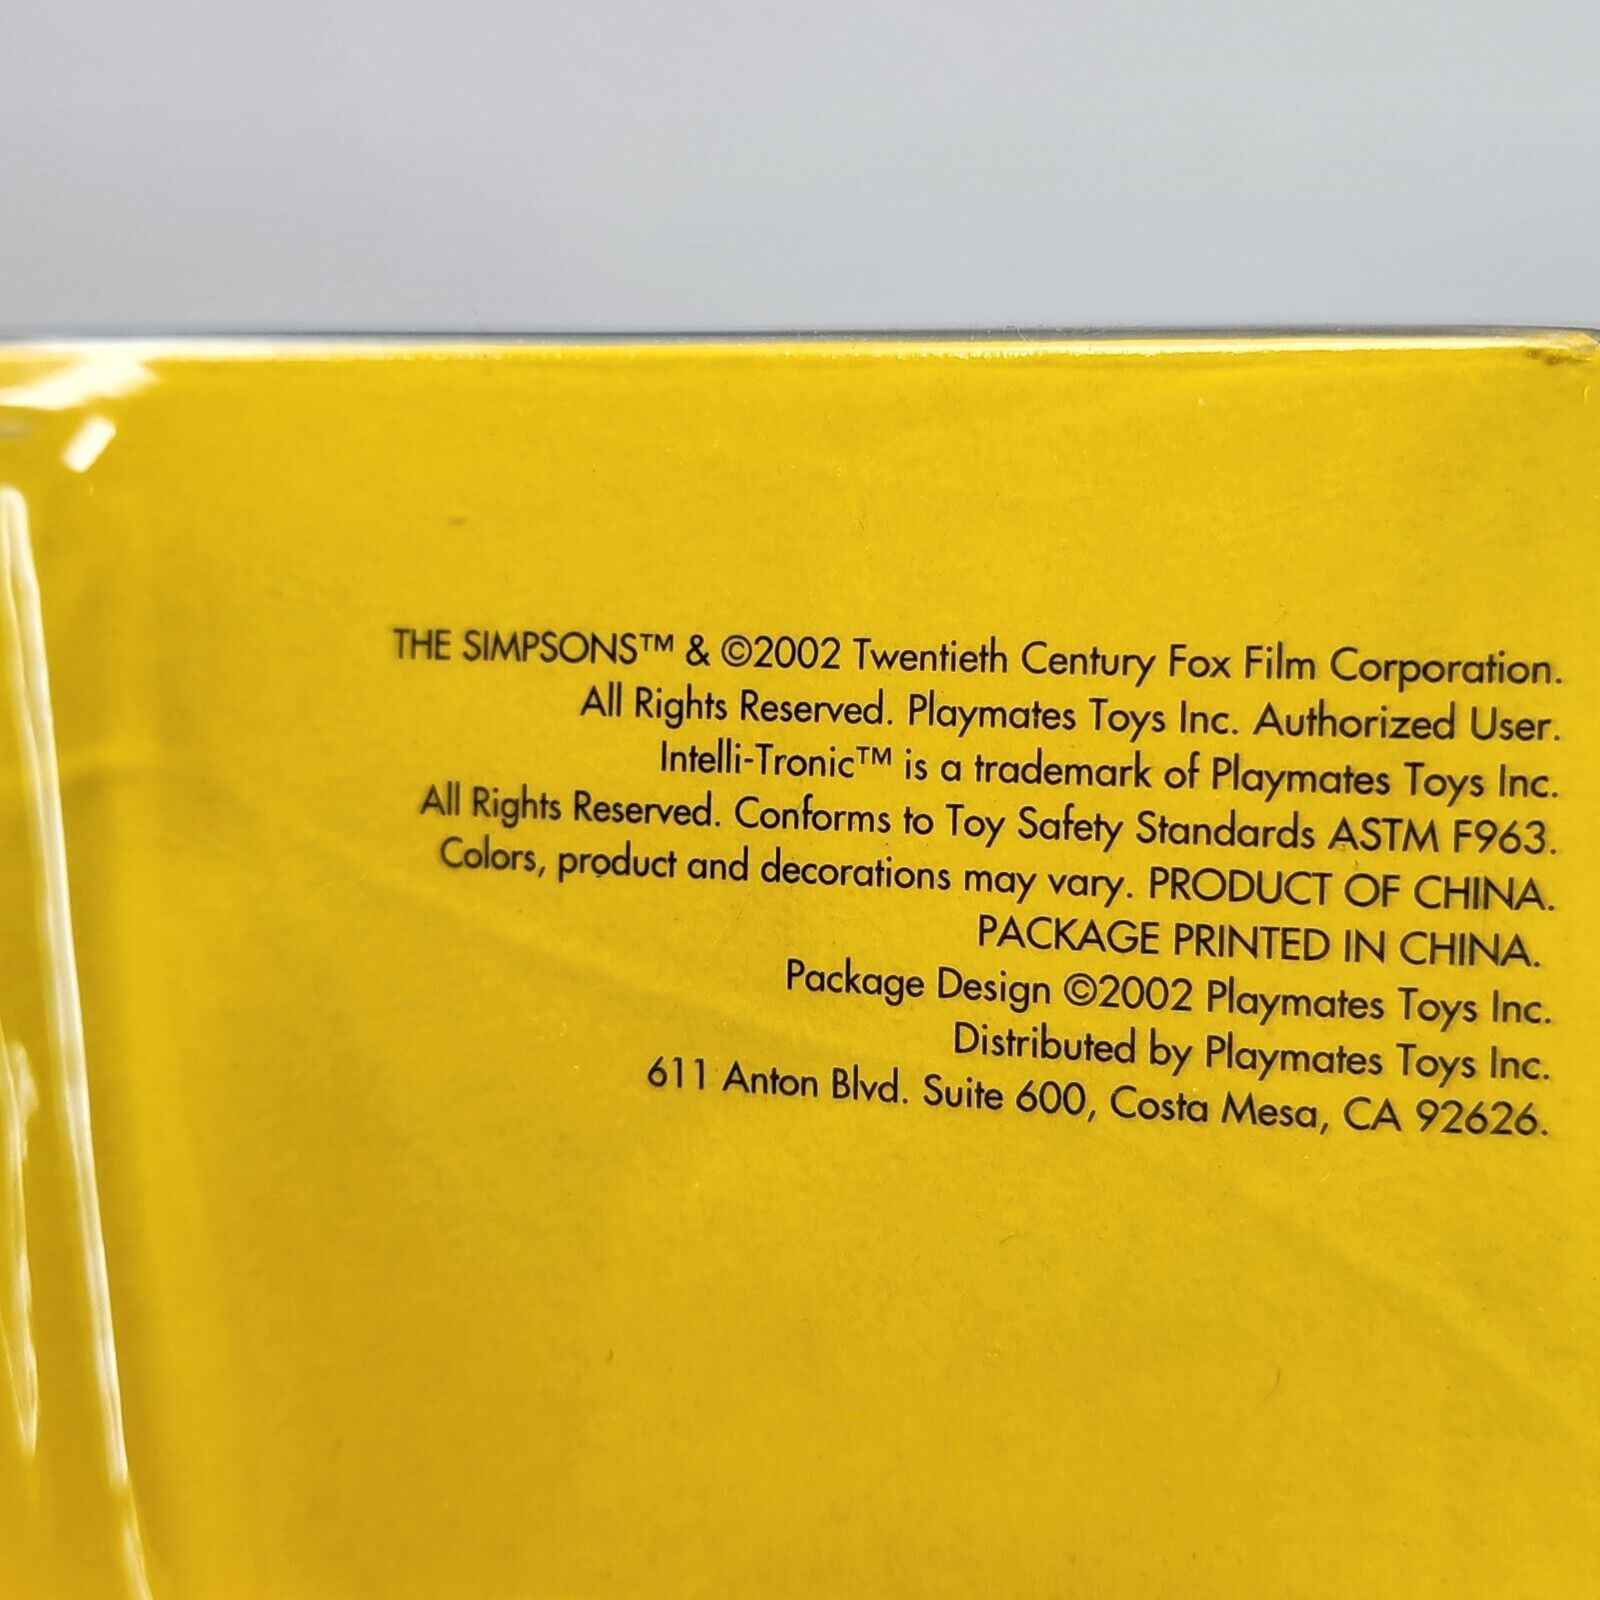 THE SIMPSONS™ & ©2002 Twentieth Century Fox Film Corporation.
All Rights Reserved. Playmates Toys Inc. Authorized User.
Intelli-Tronic™ is a trademark of Playmates Toys Inc.
All Rights Reserved. Conforms to Toy Safety Standards ASTM F963.
Colors, product and decorations may vary. PRODUCT OF CHINA.
PACKAGE PRINTED IN CHINA.
Package Design ©2002 Playmates Toys Inc.
Distributed by Playmates Toys Inc.
611 Anton Blvd. Suite 600, Costa Mesa, CA 92626.